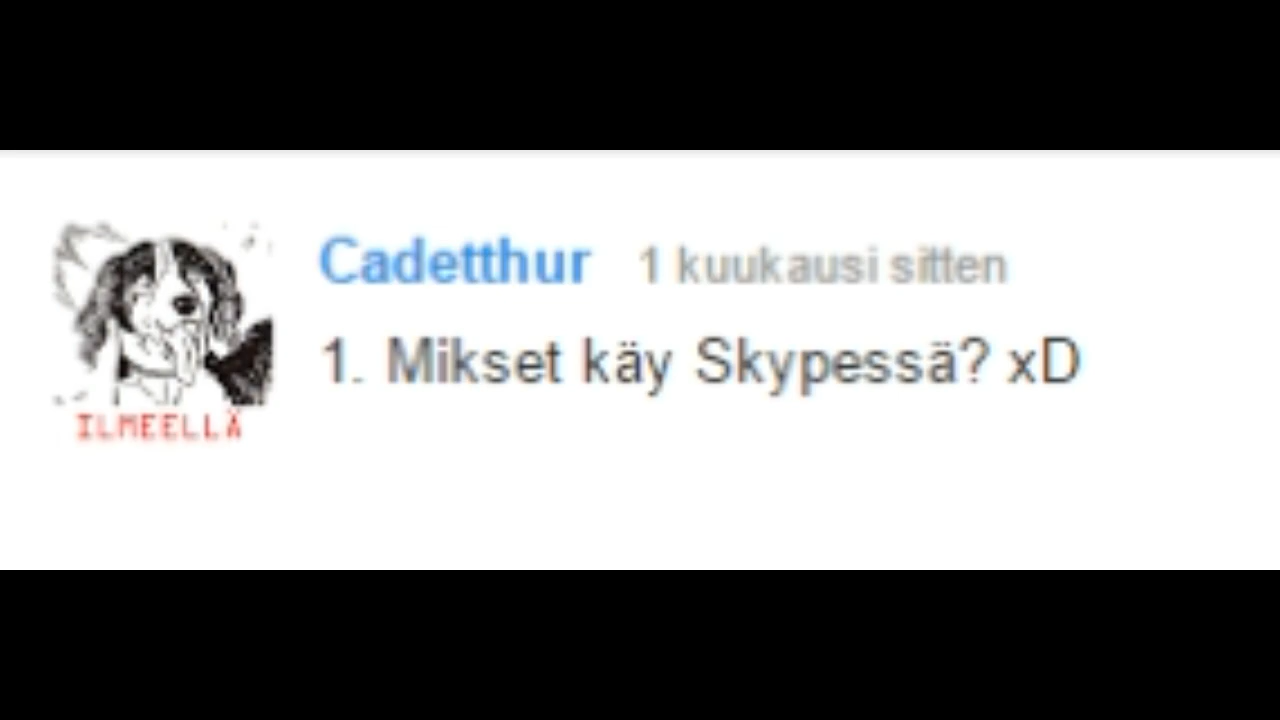 Cadetthur 1 kuukausi sitten
1. Mikset käy Skypessä? xD
ILMEELLÄ